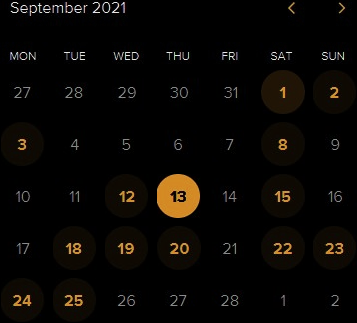 September 2021
MON TUE WED THU FRI SAT SUN
27 28 29 30 31 1 2
3 4 5 6 7 8 9
10 11 12 13 14 15 16
17 18 19 20 21 22 23
24 25 26 27 28 1 2